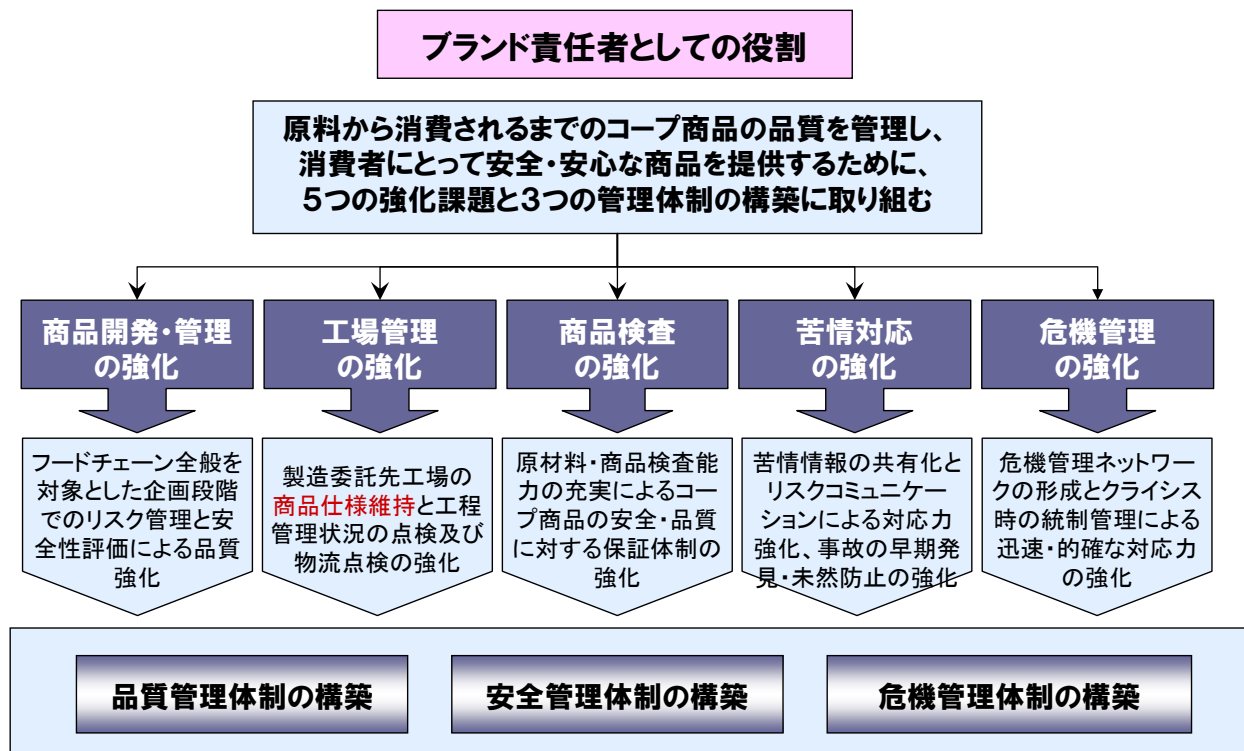 ブランド責任者としての役割
原料から消費されるまでのコープ商品の品質を管理し、
消費者にとって安全・安心な商品を提供するために、
５つの強化課題と３つの管理体制の構築に取り組む
商品開発・管理
の強化
工場管理
の強化
商品検査
の強化
苦情対応
の強化
危機管理
の強化
フードチェーン全般を
対象とした企画段階
でのリスク管理と安
全性評価による品質
強化
製造委託先工場の
商品仕様維持と工程
管理状況の点検及び
物流点検の強化
原材料・商品検査能
力の充実によるコー
プ商品の安全・品質
に対する保証体制の
強化
苦情情報の共有化と
リスクコミュニケー
ションによる対応力
強化、事故の早期発
見・未然防止の強化
危機管理ネットワー
クの形成とクライシス
時の統制管理による
迅速・的確な対応力
の強化
品質管理体制の構築
安全管理体制の構築
危機管理体制の構築